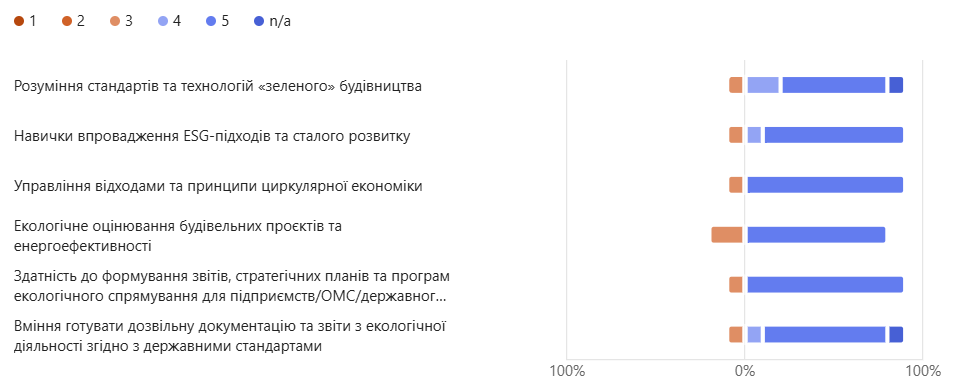 1 2 3 4 5 n/a
Розуміння стандартів та технологій «зеленого» будівництва
Навички впровадження ESG-підходів та сталого розвитку
Управління відходами та принципи циркулярної економіки
Екологічне оцінювання будівельних проєктів та
енергоефективності
Здатність до формування звітів, стратегічних планів та програм
екологічного спрямування для підприємств/ОМС/державног...
Вміння готувати дозвільну документацію та звіти з екологічної
діяльності згідно з державними стандартами
100% 0% 100%